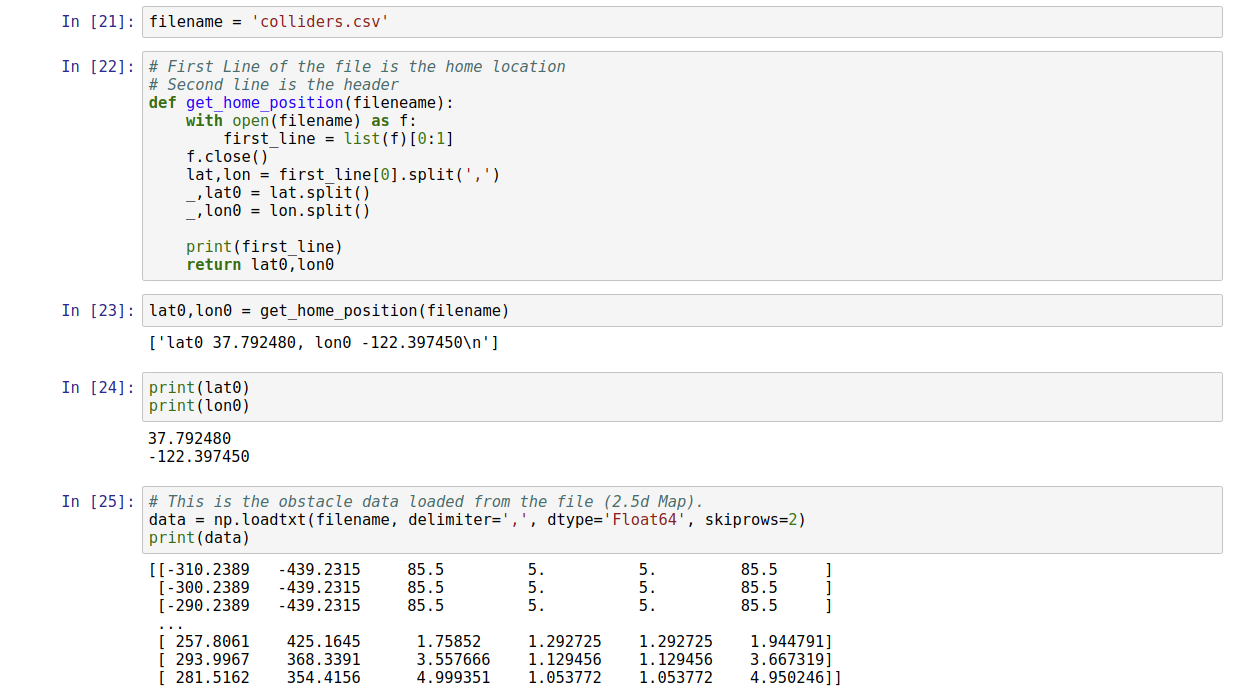 In [21]: filename = 'colliders.csv'
In [22]: # First Line of the file is the home location
# Second line is the header
def get_home_position(fileneame):
    with open(filename) as f:
        first_line = list(f)[0:1]
    f.close()
    lat,lon = first_line[0].split(',')
    _,lat0 = lat.split()
    _,lon0 = lon.split()

    print(first_line)
    return lat0,lon0
In [23]: lat0,lon0 = get_home_position(filename)
['lat0 37.792480, lon0 -122.397450\n']
In [24]: print(lat0)
print(lon0)
37.792480
-122.397450
In [25]: # This is the obstacle data loaded from the file (2.5d Map).
data = np.loadtxt(filename, delimiter=',', dtype='Float64', skiprows=2)
print(data)
[[-310.2389   -439.2315     85.5         5.          5.         85.5     ]
 [-300.2389   -439.2315     85.5         5.          5.         85.5     ]
 [-290.2389   -439.2315     85.5         5.          5.         85.5     ]
 ...
 [ 257.8061    425.1645      1.75852     1.292725    1.292725    1.944791]
 [ 293.9967    368.3391      3.557666    1.129456    1.129456    3.667319]
 [ 281.5162    354.4156      4.999351    1.053772    1.053772    4.950246]]